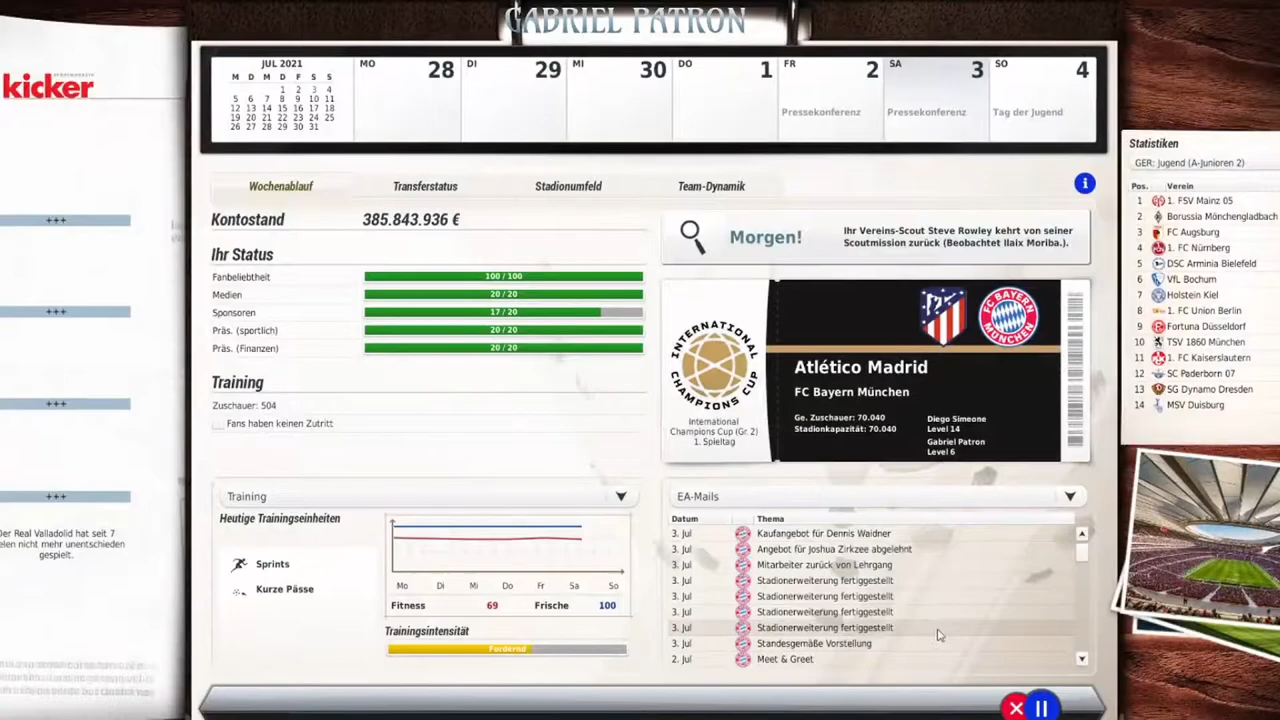 GABRIEL PATRON
kicker
JUL 2021
M D M D F S S
1 2 3 4
5 6 7 8 9 10 11
12 13 14 15 16 17 18
19 20 21 22 23 24 25
26 27 28 29 30 31
MO 28
DI 29
MI 30
DO 1
FR 2
Pressekonferenz
SA 3
Pressekonferenz
SO 4
Tag der Jugend
Wochenablauf
Transferstatus
Stadionumfeld
Team-Dynamik
Kontostand 385.843.936 €
Ihr Status
Fanbeliebtheit 100 / 100
Medien 20 / 20
Sponsoren 17 / 20
Präs. (sportlich) 20 / 20
Präs. (Finanzen) 20 / 20
Training
Zuschauer: 504
Fans haben keinen Zutritt
Morgen!
Ihr Vereins-Scout Steve Rowley kehrt von seiner
Scoutmission zurück (Beobachtet Ilaix Moriba.).
INTERNATIONAL
CHAMPIONS CUP
International
Champions Cup (Gr. 2)
1. Spieltag
FC BAYERN
MÜNCHEN
Atlético Madrid
FC Bayern München
Ge. Zuschauer: 70.040
Stadionkapazität: 70.040
Diego Simeone
Level 14
Gabriel Patron
Level 6
Training
Heutige Trainingseinheiten
Sprints
Kurze Pässe
Mo Di Mi Do Fr Sa So
Fitness 69 Frische 100
Trainingsintensität
Fordernd
EA-Mails
Datum Thema
3. Jul Kaufangebot für Dennis Waidner
3. Jul Angebot für Joshua Zirkzee abgelehnt
3. Jul Mitarbeiter zurück von Lehrgang
3. Jul Stadionerweiterung fertiggestellt
3. Jul Stadionerweiterung fertiggestellt
3. Jul Stadionerweiterung fertiggestellt
3. Jul Stadionerweiterung fertiggestellt
3. Jul Standesgemäße Vorstellung
2. Jul Meet & Greet
+++
+++
+++
+++
Der Real Valladolid hat seit 7
elen nicht mehr unentschieden
gespielt.
Statistiken
GER: Jugend (A-Junioren 2)
Pos. Verein
1 1. FSV Mainz 05
2 Borussia Mönchengladbach
3 FC Augsburg
4 1. FC Nürnberg
5 DSC Arminia Bielefeld
6 VfL Bochum
7 Holstein Kiel
8 1. FC Union Berlin
9 Fortuna Düsseldorf
10 TSV 1860 München
11 1. FC Kaiserslautern
12 SC Paderborn 07
13 SG Dynamo Dresden
14 MSV Duisburg